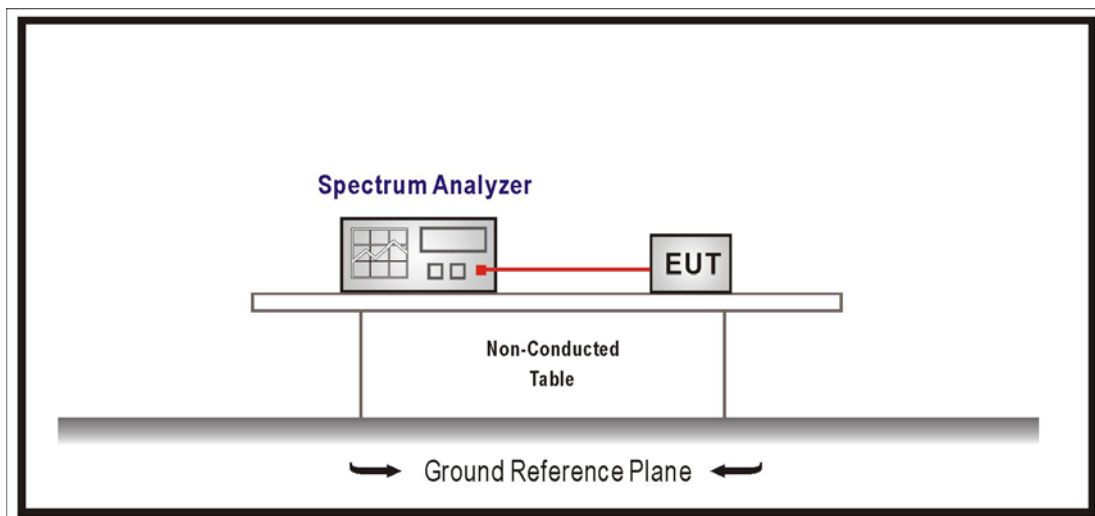 Spectrum Analyzer
EUT
Non-Conducted
Table
Ground Reference Plane